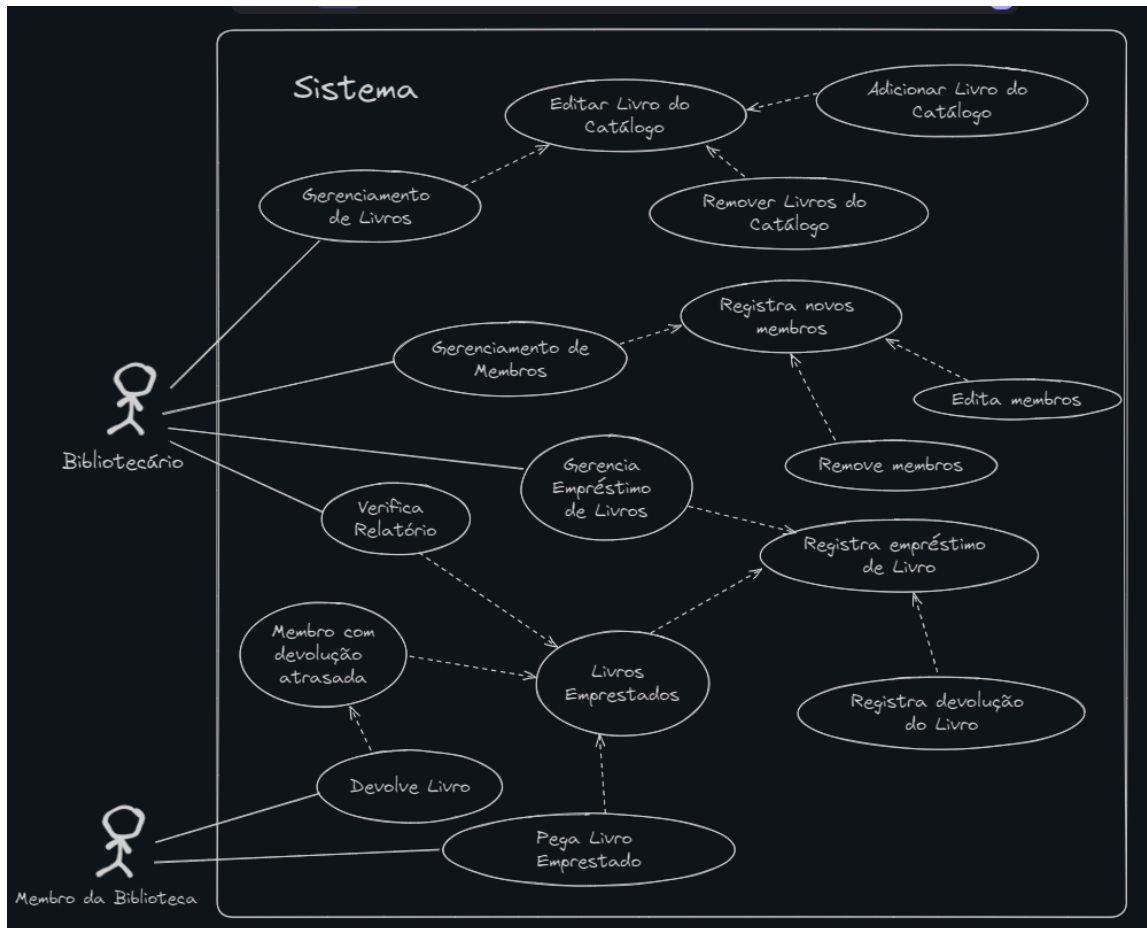 Sistema
Editar Livro do
Catálogo
Adicionar Livro do
Catálogo
Gerenciamento
de Livros
Remover Livros do
Catálogo
Registra novos
membros
Gerenciamento de
Membros
Edita membros
Bibliotecário
Gerencia
Empréstimo
de Livros
Remove membros
Verifica
Relatório
Registra empréstimo
de Livro
Membro com
devolução
atrasada
Livros
Emprestados
Registra devolução
do Livro
Devolve Livro
Pega Livro
Emprestado
Membro da Biblioteca